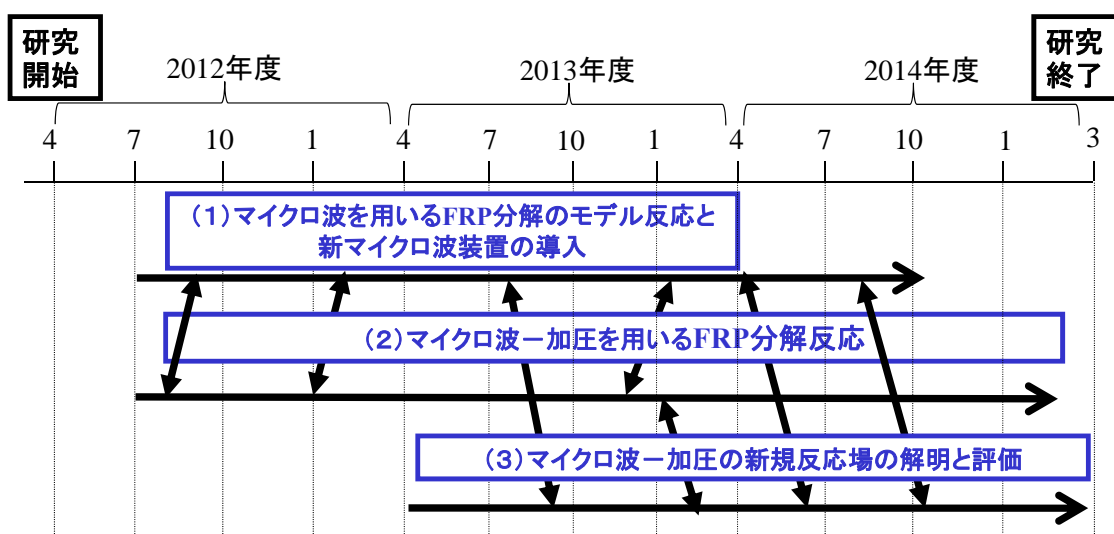 研究
開始
研究
終了
2012年度
2013年度
2014年度
4 7 10 1 4 7 10 1 4 7 10 1 3
(1)マイクロ波を用いるFRP分解のモデル反応と
新マイクロ波装置の導入
(2)マイクロ波－加圧を用いるFRP分解反応
(3)マイクロ波－加圧の新規反応場の解明と評価